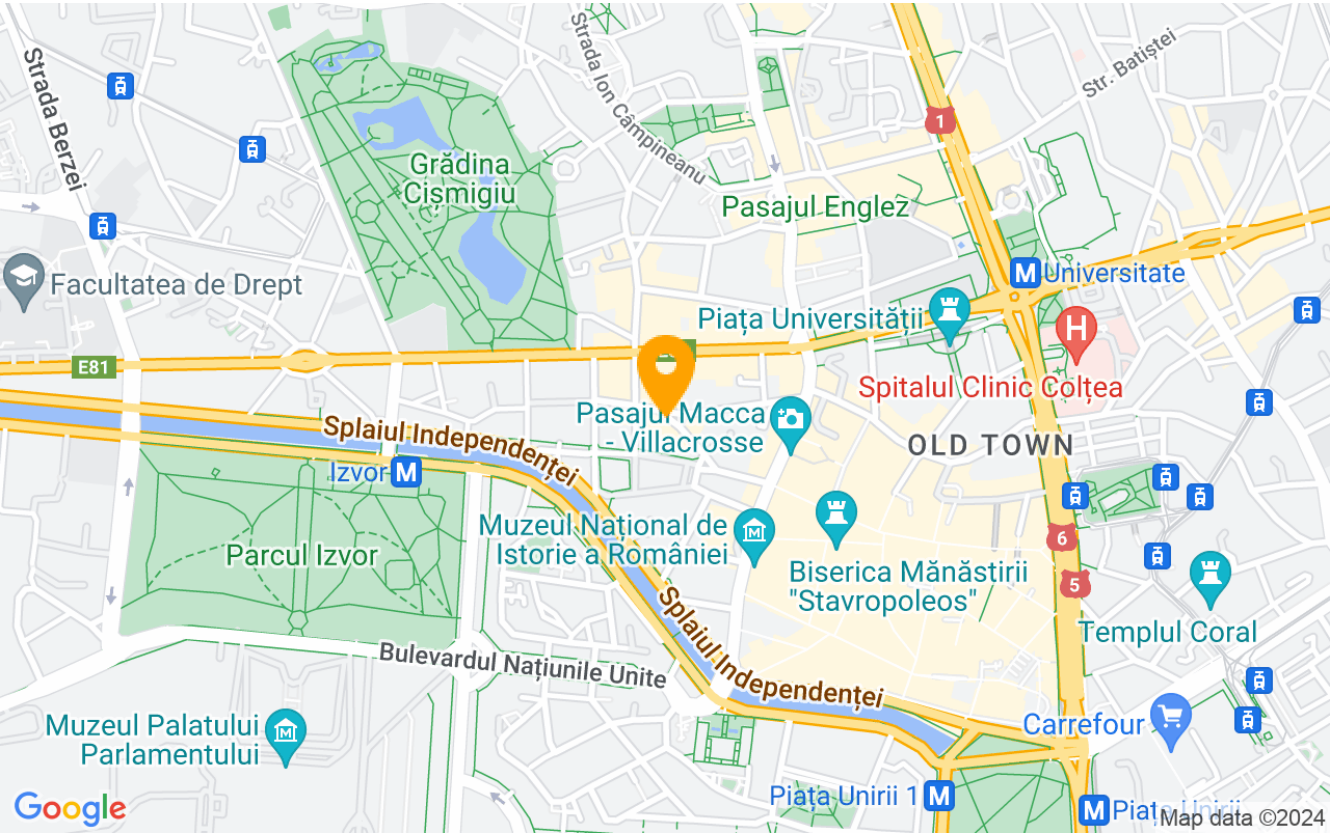 Strada Berzei
Strada Ion Câmpineanu
Str. Batiștei
1
Grădina
Cișmigiu
Pasajul Englez
Facultatea de Drept
M
Universitate
Piața Universității
H
E81
Spitalul Clinic Colțea
Pasajul Macca
- Villacrosse
Splaiul Independenței
OLD TOWN
Izvor
M
Muzeul Național de
Istorie a României
6
Parcul Izvor
Biserica Mănăstirii
"Stavropoleos"
5
Splaiul Independenței
Templul Coral
Bulevardul Națiunile Unite
Muzeul Palatului
Parlamentului
Carrefour
Piața Unirii 1
M
M
Piața Unirii
Google
Map data ©2024